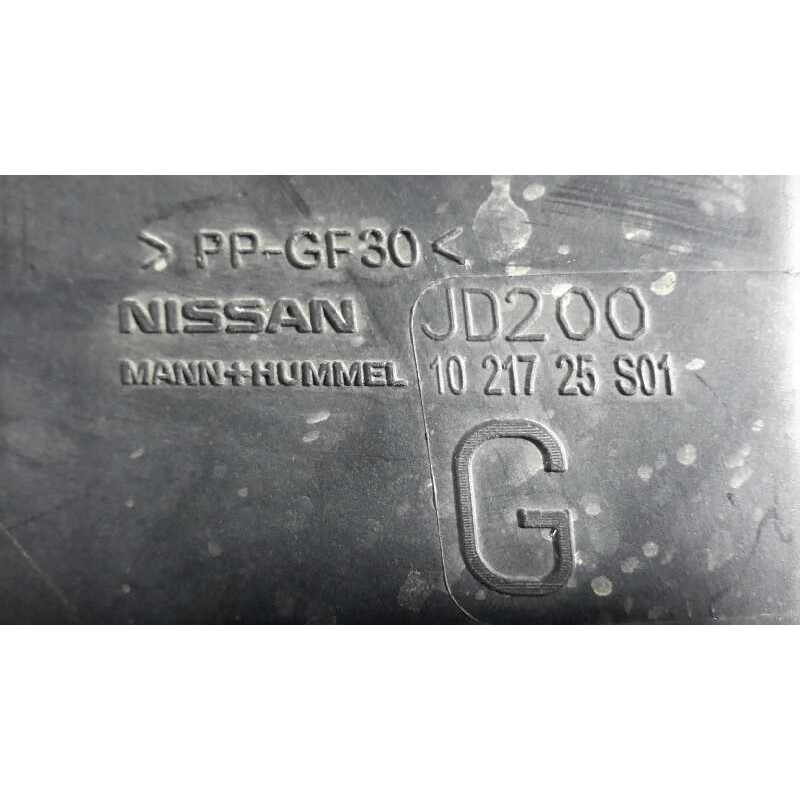 > PP-GF30 <
NISSAN JD200
MANN+HUMMEL 10 217 25 S01
G